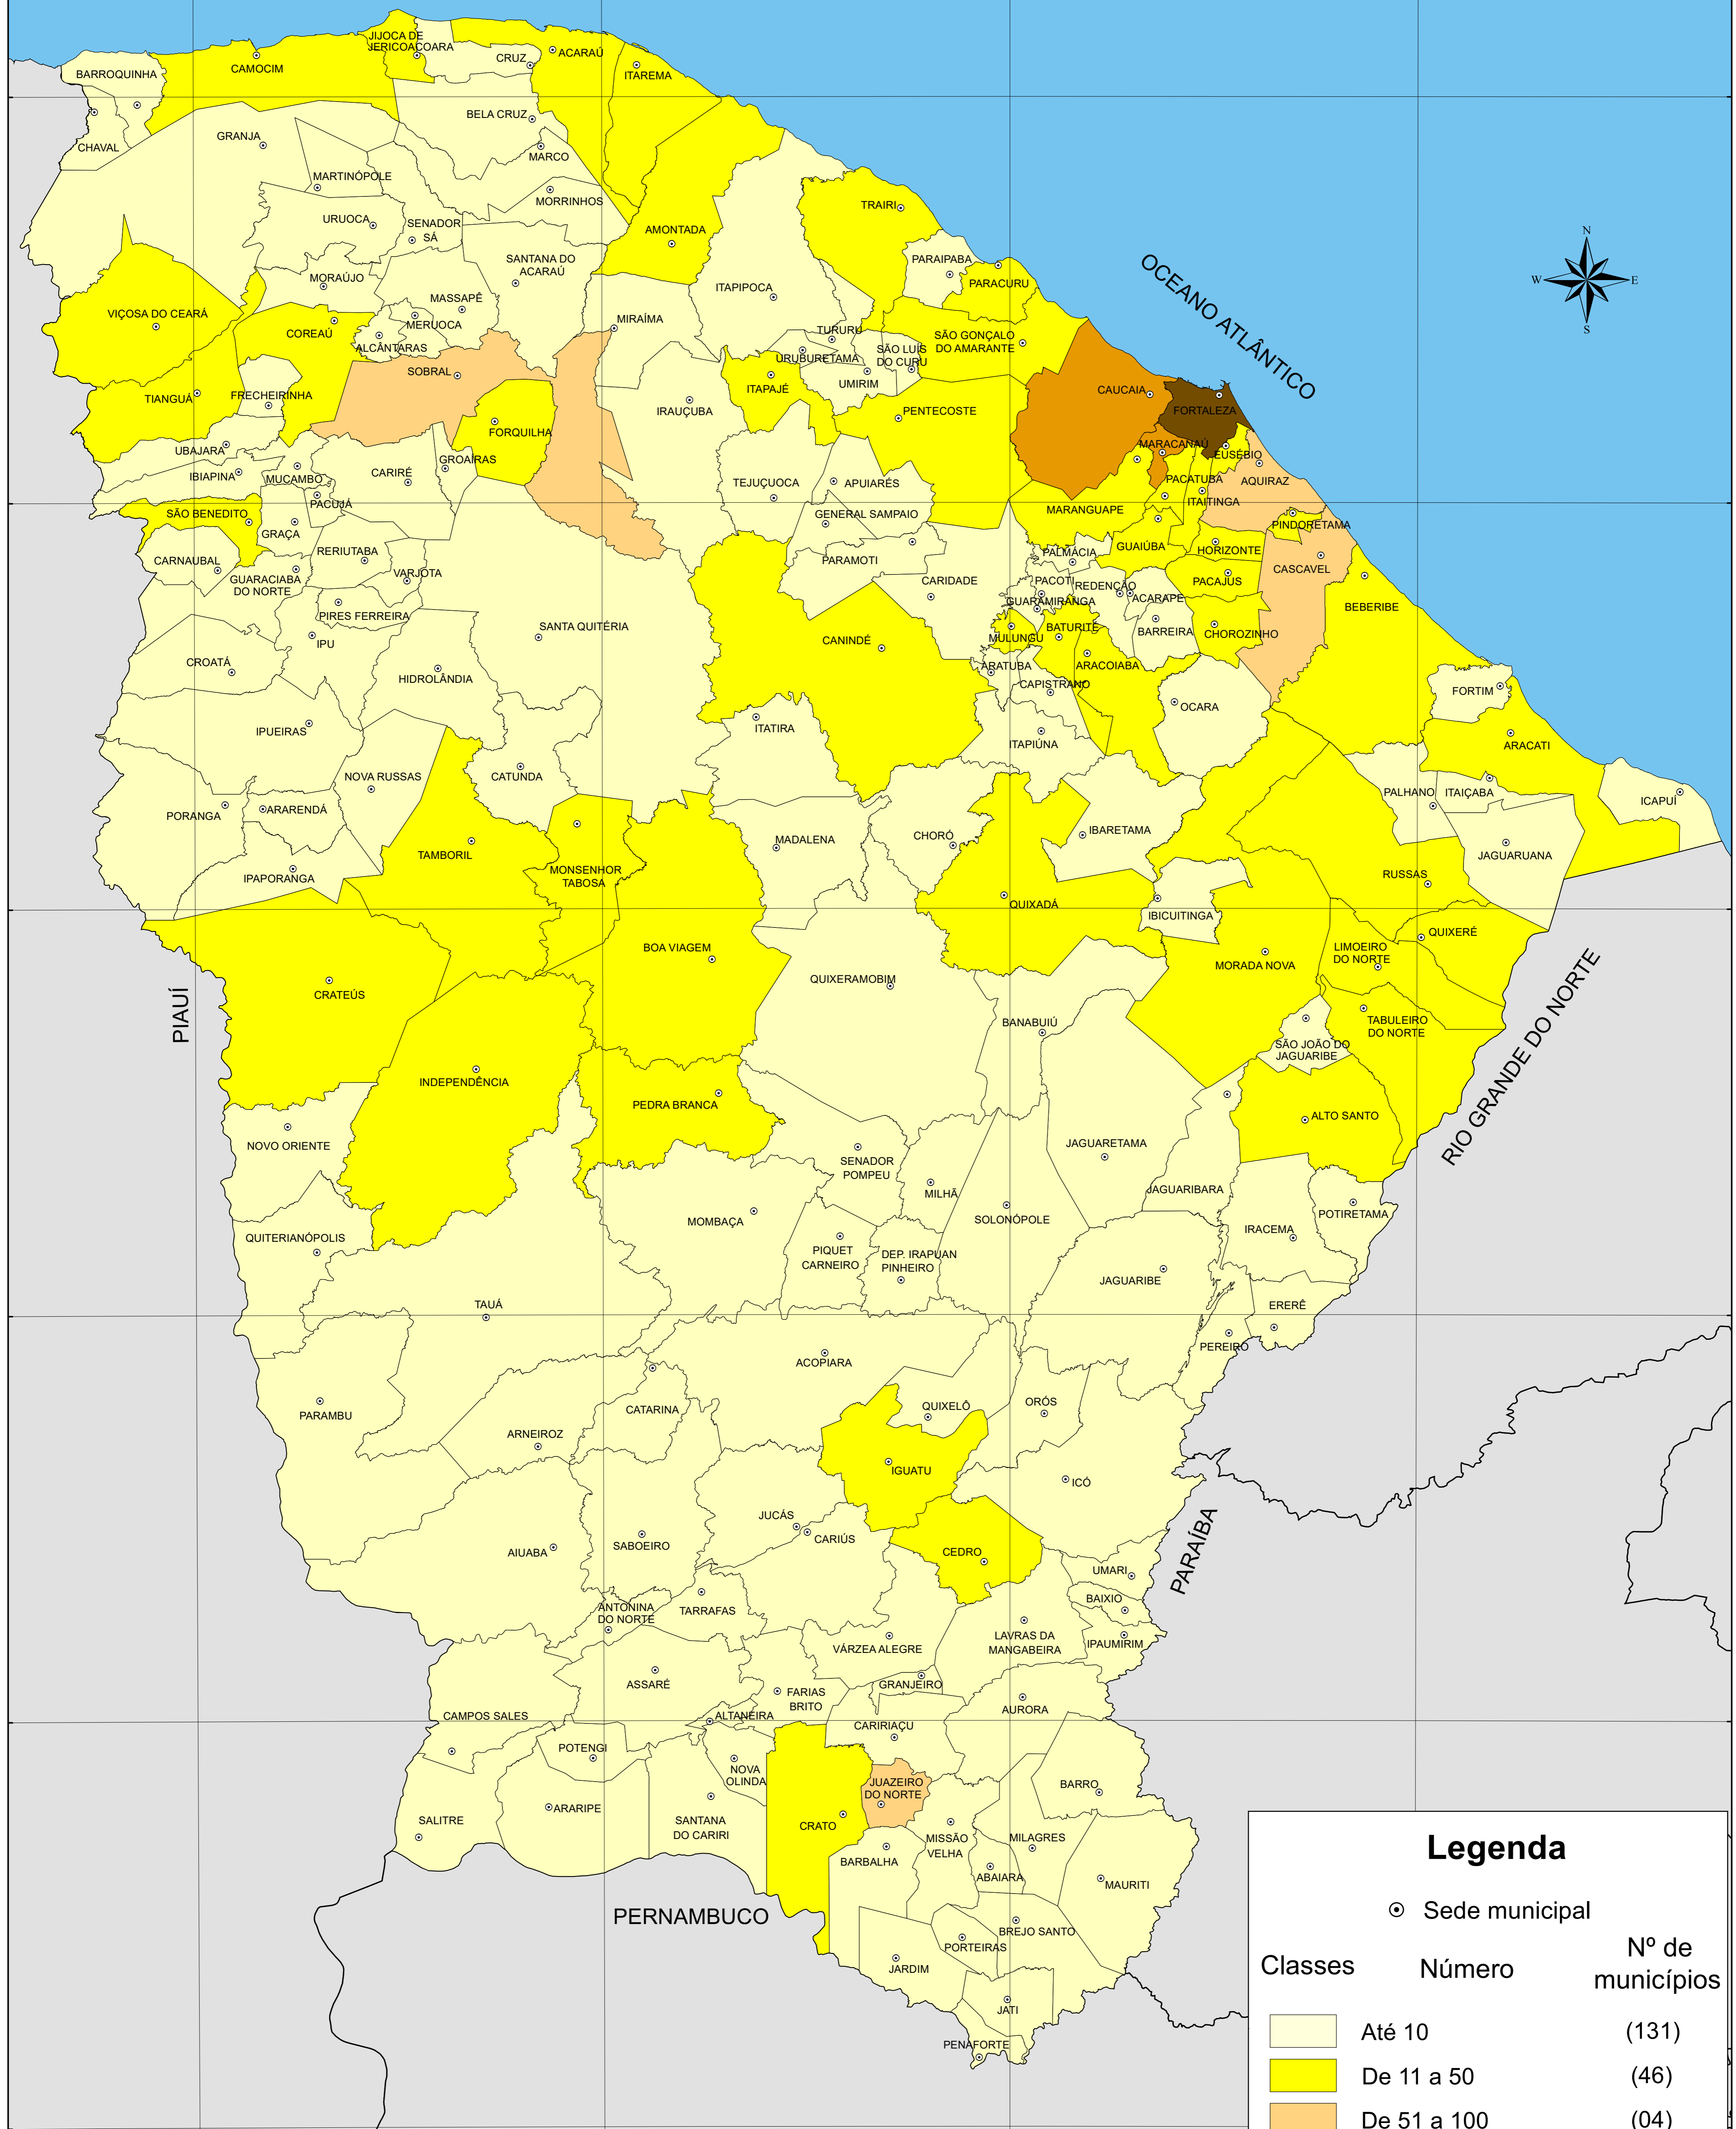 JIJOCA DE
JERICOACOARA
CRUZ
ACARAÚ
ITAREMA
CAMOCIM
BARROQUINHA
BELA CRUZ
CHAVAL
GRANJA
MARCO
MARTINÓPOLE
MORRINHOS
URUOCA
SENADOR
SÁ
TRAIRI
AMONTADA
SANTANA DO
ACARAÚ
PARAIPABA
PARACURU
OCEANO ATLÂNTICO
N
W
E
S
MORAÚJO
ITAPIPOCA
MASSAPÊ
VIÇOSA DO CEARÁ
MIRAÍMA
MERUOCA
COREAÚ
TURURU
SÃO GONÇALO
DO AMARANTE
ALCÂNTARAS
URUBURETAMA
SÃO LUÍS
DO CURU
SOBRAL
UMIRIM
ITAPAJÉ
CAUCAIA
FRECHEIRINHA
TIANGUÁ
IRAUÇUBA
PENTECOSTE
FORTALEZA
FORQUILHA
MARACANAÚ
UBAJARA
EUSÉBIO
GROAÍRAS
CARIRÉ
IBIAPINA
MUCAMBO
TEJUÇUOCA
APUIARÉS
PACATUBA
AQUIRAZ
PACUJÁ
ITAITINGA
MARANGUAPE
SÃO BENEDITO
GENERAL SAMPAIO
PINDORETAMA
GRAÇA
RERIUTABA
CARNAUBAL
PARAMOTI
PALMÁCIA
GUAIÚBA
HORIZONTE
CASCAVEL
VARJOTA
GUARACIABA
DO NORTE
CARIDADE
PACOTI
REDENÇÃO
PACAJUS
ACARAPE
GUARAMIRANGA
BEBERIBE
PIRES FERREIRA
SANTA QUITÉRIA
BATURITÉ
BARREIRA
CHOROZINHO
MULUNGU
CANINDÉ
IPU
CROATÁ
ARATUBA
ARACOIABA
HIDROLÂNDIA
CAPISTRANO
FORTIM
OCARA
IPUEIRAS
ITATIRA
ITAPIÚNA
ARACATI
NOVA RUSSAS
CATUNDA
PALHANO
ITAIÇABA
ICAPUÍ
PORANGA
ARARENDÁ
IBARETAMA
CHORÓ
MADALENA
TAMBORIL
JAGUARUANA
IPAPORANGA
MONSENHOR
TABOSA
RUSSAS
QUIXADÁ
IBICUITINGA
QUIXERÉ
BOA VIAGEM
LIMOEIRO
DO NORTE
MORADA NOVA
QUIXERAMOBIM
CRATEÚS
PIAUÍ
BANABUIÚ
TABULEIRO
DO NORTE
SÃO JOÃO DO
JAGUARIBE
RIO GRANDE DO NORTE
INDEPENDÊNCIA
PEDRA BRANCA
ALTO SANTO
NOVO ORIENTE
JAGUARETAMA
SENADOR
POMPEU
MILHÃ
JAGUARIBARA
POTIRETAMA
SOLONÓPOLE
MOMBAÇA
IRACEMA
QUITERIANÓPOLIS
PIQUET
CARNEIRO
DEP. IRAPUAN
PINHEIRO
JAGUARIBE
TAUÁ
ERERÊ
PEREIRO
ACOPIARA
ORÓS
QUIXELÔ
CATARINA
PARAMBU
ARNEIROZ
IGUATU
ICÓ
JUCÁS
CARIÚS
SABOEIRO
AIUABA
CEDRO
PARAÍBA
UMARI
BAIXIO
ANTONINA
DO NORTE
TARRAFAS
LAVRAS DA
MANGABEIRA
IPAUMIRIM
VÁRZEA ALEGRE
ASSARÉ
GRANJEIRO
FARIAS
BRITO
AURORA
CAMPOS SALES
ALTANEIRA
CARIRIAÇU
POTENGI
NOVA
OLINDA
JUAZEIRO
DO NORTE
BARRO
ARARIPE
SALITRE
SANTANA
DO CARIRI
CRATO
MISSÃO
VELHA
MILAGRES
BARBALHA
ABAIARA
MAURITI
PERNAMBUCO
BREJO SANTO
PORTEIRAS
JARDIM
JATI
PENAFORTE
Legenda
Sede municipal
Classes Número Nº de
municípios
Até 10 (131)
De 11 a 50 (46)
De 51 a 100 (04)